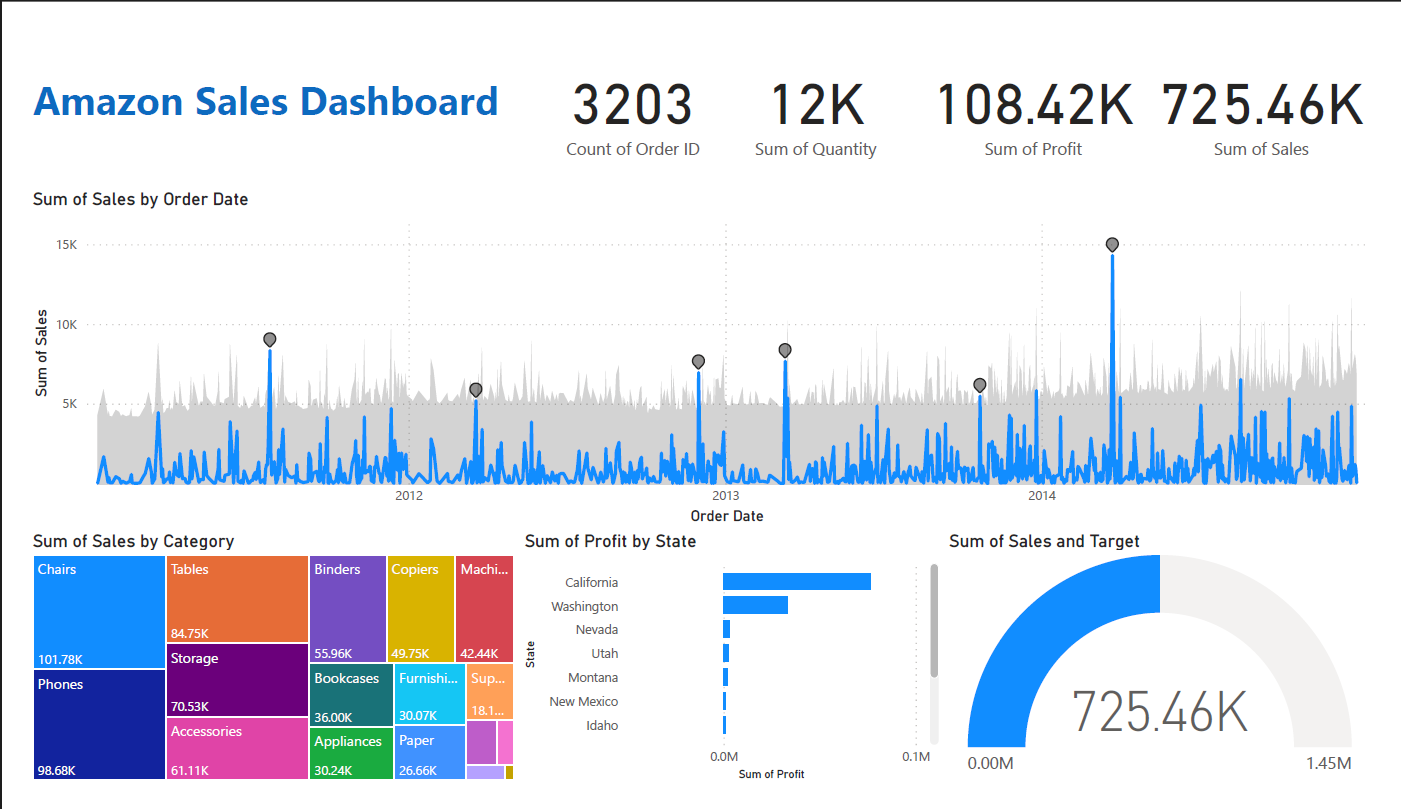 Amazon Sales Dashboard
3203
Count of Order ID
12K
Sum of Quantity
108.42K
Sum of Profit
725.46K
Sum of Sales
Sum of Sales by Order Date
15K
10K
5K
Sum of Sales
2012
2013
2014
Order Date
Sum of Sales by Category
Chairs
101.78K
Phones
98.68K
Tables
84.75K
Storage
70.53K
Accessories
61.11K
Binders
55.96K
Copiers
49.75K
Machi...
42.44K
Bookcases
36.00K
Furnishi...
30.07K
Sup...
18.1...
Appliances
30.24K
Paper
26.66K
Sum of Profit by State
State
California
Washington
Nevada
Utah
Montana
New Mexico
Idaho
0.0M
0.1M
Sum of Profit
Sum of Sales and Target
725.46K
0.00M
1.45M